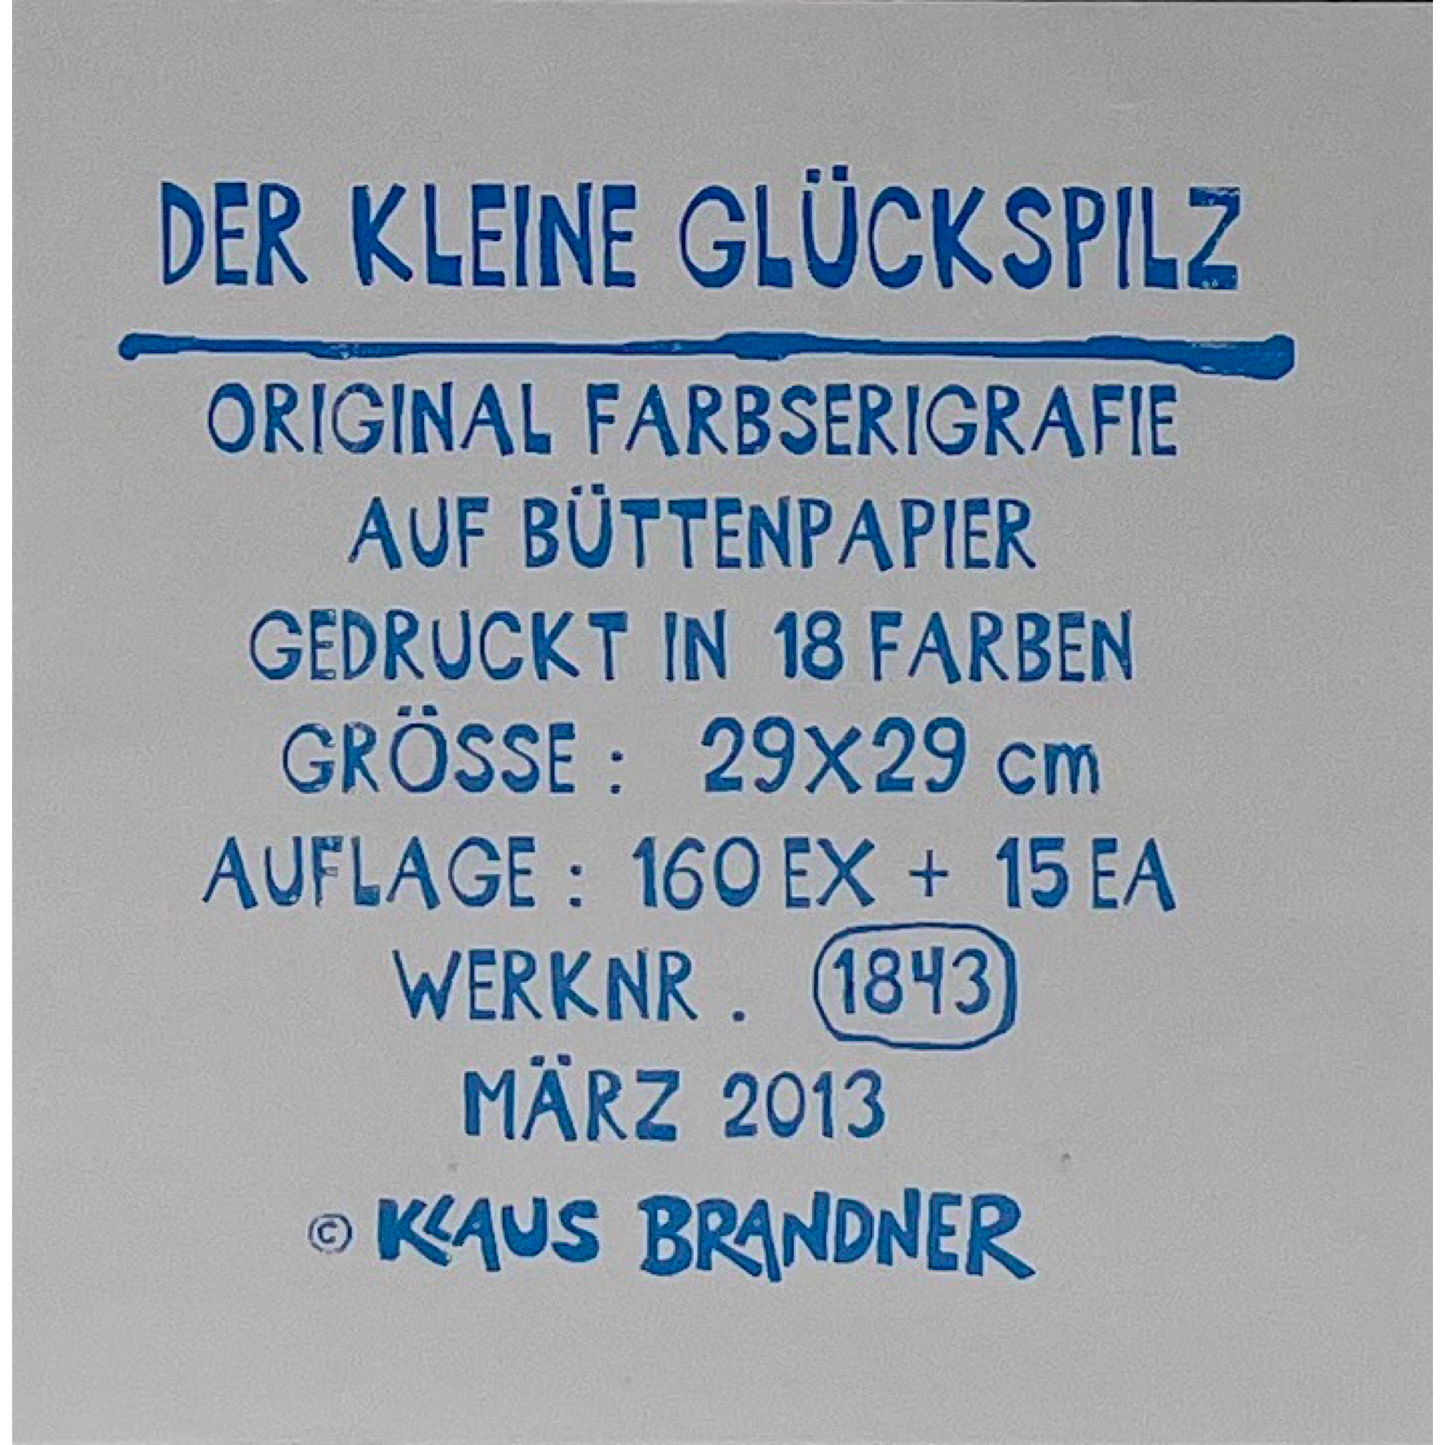 DER KLEINE GLÜCKSPILZ
ORIGINAL FARBSERIGRAFIE
AUF BÜTTENPAPIER
GEDRUCKT IN 18 FARBEN
GRÖSSE : 29X29 cm
AUFLAGE : 160 EX + 15 EA
WERKNR . 1843
MÄRZ 2013
© KLAUS BRANDNER